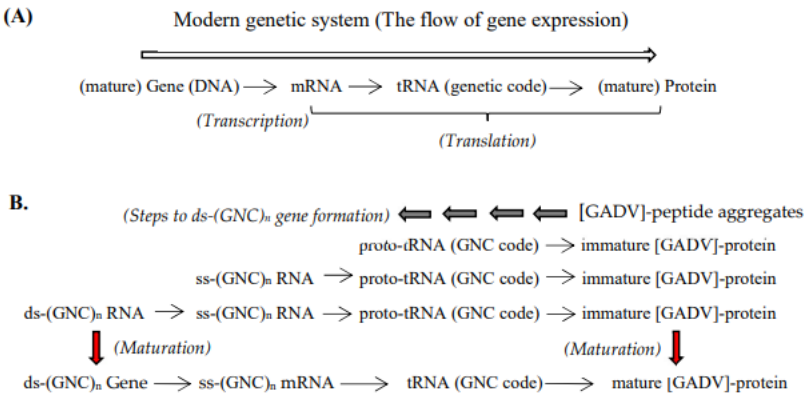 (A) Modern genetic system (The flow of gene expression)
(mature) Gene (DNA) → mRNA → tRNA (genetic code) → (mature) Protein
(Transcription)
(Translation)
B.
(Steps to ds-(GNC)ₙ gene formation) [GADV]-peptide aggregates
proto-tRNA (GNC code) → immature [GADV]-protein
ss-(GNC)ₙ RNA → proto-tRNA (GNC code) → immature [GADV]-protein
ds-(GNC)ₙ RNA → ss-(GNC)ₙ RNA → proto-tRNA (GNC code) → immature [GADV]-protein
(Maturation) (Maturation)
ds-(GNC)ₙ Gene → ss-(GNC)ₙ mRNA → tRNA (GNC code) → mature [GADV]-protein